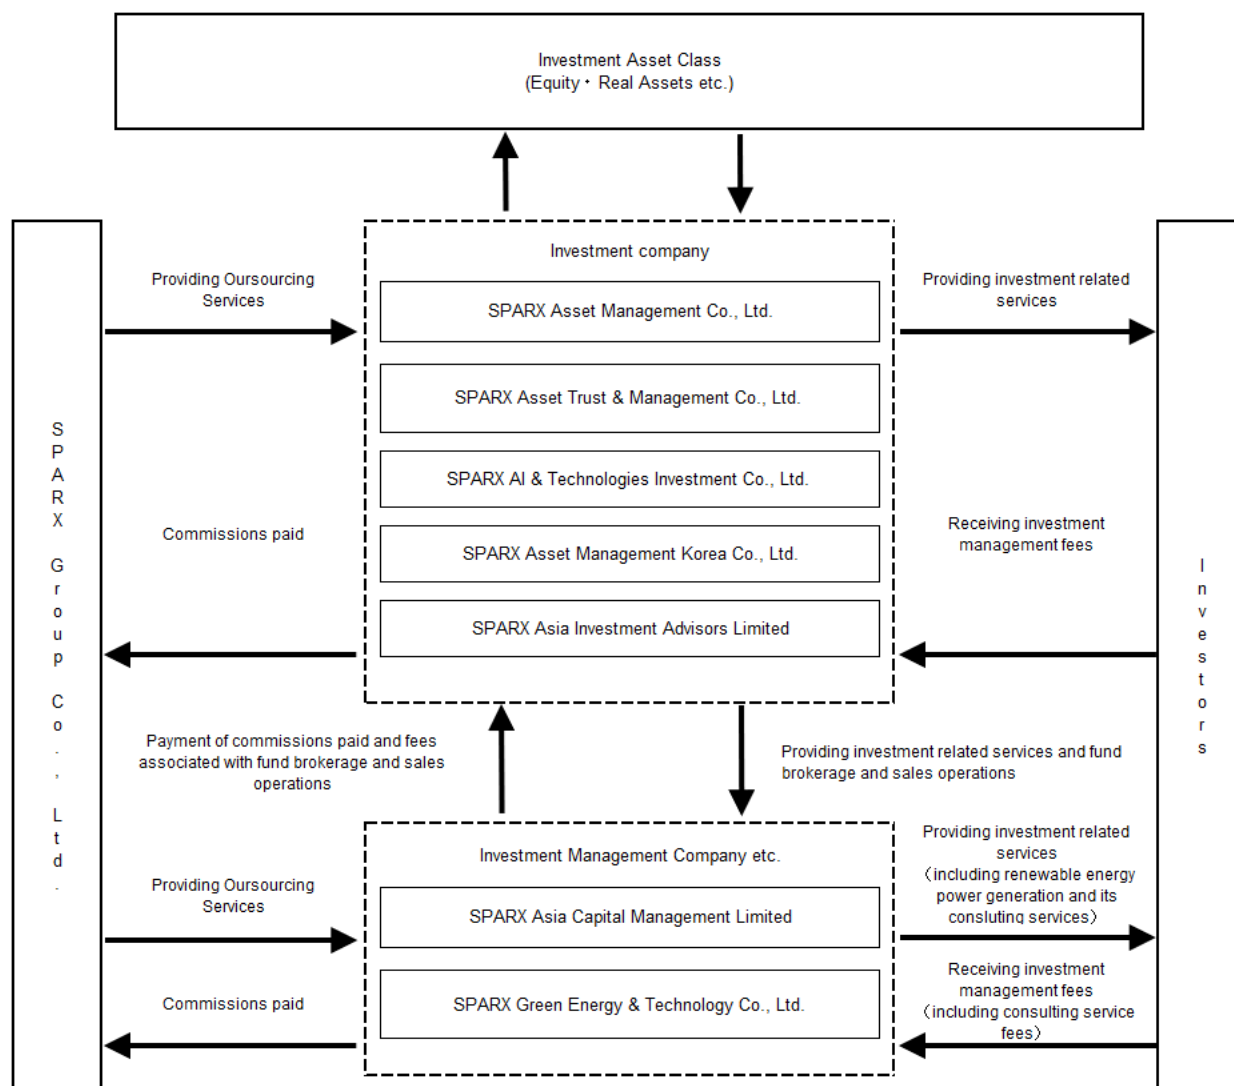 Investment Asset Class
(Equity・ Real Assets etc.)
Investment company
Providing Oursourcing
Services
Providing investment related
services
SPARX Asset Management Co., Ltd.
SPARX Asset Trust & Management Co., Ltd.
SPARX AI & Technologies Investment Co., Ltd.
Commissions paid
Receiving investment
management fees
SPARX Asset Management Korea Co., Ltd.
SPARX Asia Investment Advisors Limited
SPARX Group Co., Ltd.
Investors
Payment of commissions paid and fees
associated with fund brokerage and sales
operations
Providing investment related services and fund
brokerage and sales operations
Investment Management Company etc.
Providing Oursourcing
Services
Providing investment related
services
（including renewable energy
power generation and its
consluting services）
SPARX Asia Capital Management Limited
Commissions paid
Receiving investment
management fees
（including consulting service
fees）
SPARX Green Energy & Technology Co., Ltd.